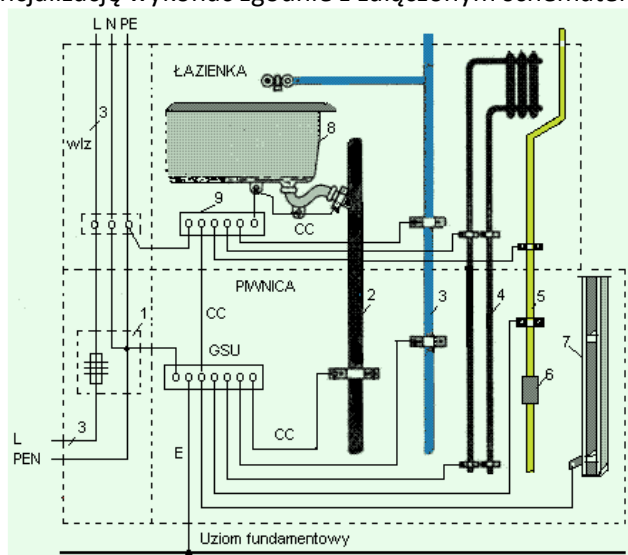 L N PE
ŁAZIENKA
3
wlz
8
9
CC
PIWNICA
1
CC
2
3
4
5
7
GSU
6
CC
L
3
PEN
E
Uziom fundamentowy